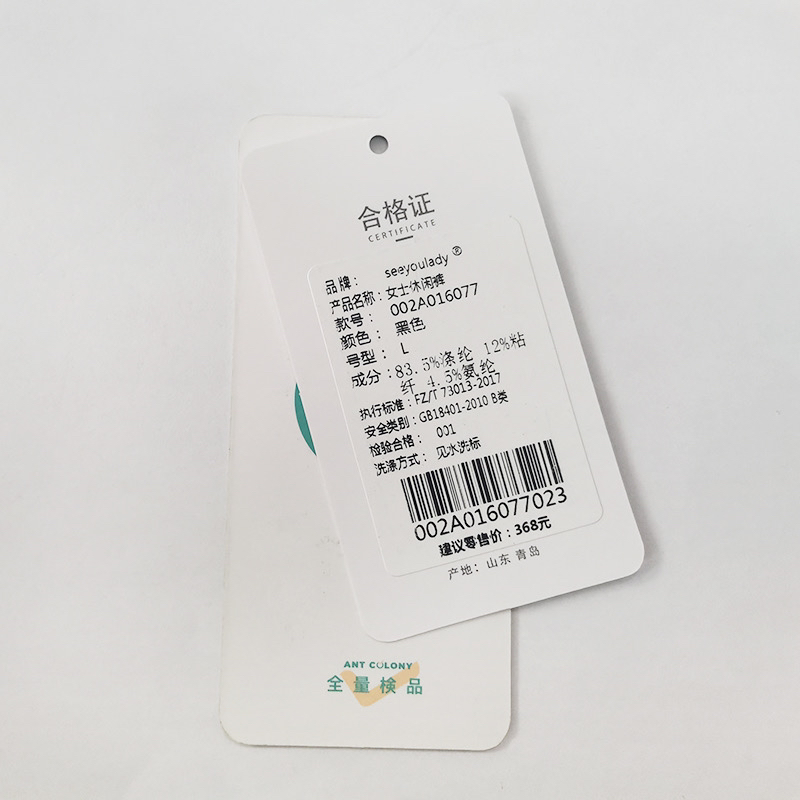 合格证
CERTIFICATE
品牌： seeyoulady®
产品名称：女士休闲裤
款号： 002A016077
颜色： 黑色
号型： L
成分：83.5%涤纶 12%粘
纤 4.5%氨纶
执行标准：FZ/T 73013-2017
安全类别：GB18401-2010 B类
检验合格： 001
洗涤方式： 见水洗标
002A016077023
建议零售价：368元
产地：山东 青岛
ANT COLONY
全量検品